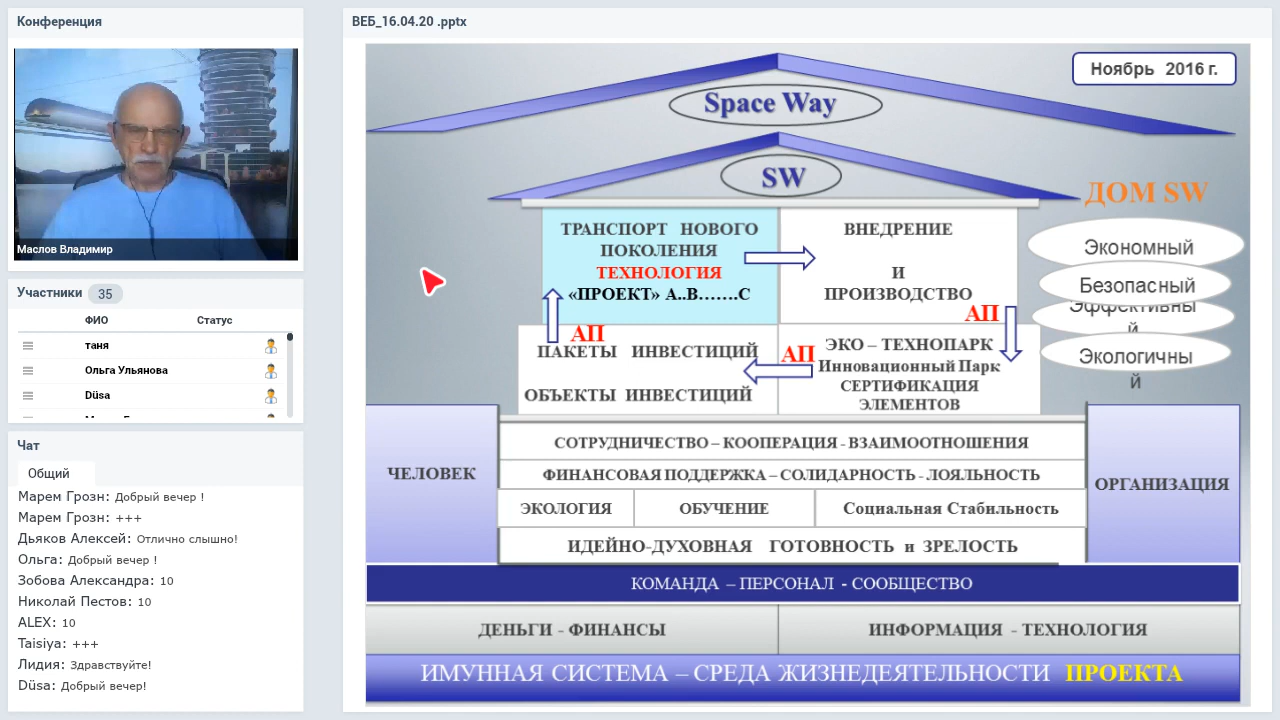 Конференция
Маслов Владимир
Участники 35
ФИО Статус
таня
Ольга Ульянова
Düsa
Чат
Общий
Марем Грозн: Добрый вечер !
Марем Грозн: +++
Дьяков Алексей: Отлично слышно!
Ольга: Добрый вечер !
Зобова Александра: 10
Николай Пестов: 10
ALEX: 10
Taisiya: +++
Лидия: Здравствуйте!
Düsa: Добрый вечер!
ВЕБ_16.04.20 .pptx
Ноябрь 2016 г.
Space Way
SW
ДОМ SW
ТРАНСПОРТ НОВОГО
ПОКОЛЕНИЯ
ТЕХНОЛОГИЯ
«ПРОЕКТ» А..В…….С
ВНЕДРЕНИЕ
И
ПРОИЗВОДСТВО
Экономный
Безопасный
Эффективны
й
Экологичны
й
АП
ПАКЕТЫ ИНВЕСТИЦИЙ
ОБЪЕКТЫ ИНВЕСТИЦИЙ
АП
АП
ЭКО – ТЕХНОПАРК
Инновационный Парк
СЕРТИФИКАЦИЯ
ЭЛЕМЕНТОВ
ЧЕЛОВЕК
СОТРУДНИЧЕСТВО – КООПЕРАЦИЯ - ВЗАИМООТНОШЕНИЯ
ФИНАНСОВАЯ ПОДДЕРЖКА – СОЛИДАРНОСТЬ - ЛОЯЛЬНОСТЬ
ЭКОЛОГИЯ ОБУЧЕНИЕ Социальная Стабильность
ИДЕЙНО-ДУХОВНАЯ ГОТОВНОСТЬ и ЗРЕЛОСТЬ
ОРГАНИЗАЦИЯ
КОМАНДА – ПЕРСОНАЛ - СООБЩЕСТВО
ДЕНЬГИ - ФИНАНСЫ ИНФОРМАЦИЯ - ТЕХНОЛОГИЯ
ИМУННАЯ СИСТЕМА – СРЕДА ЖИЗНЕДЕЯТЕЛЬНОСТИ ПРОЕКТА